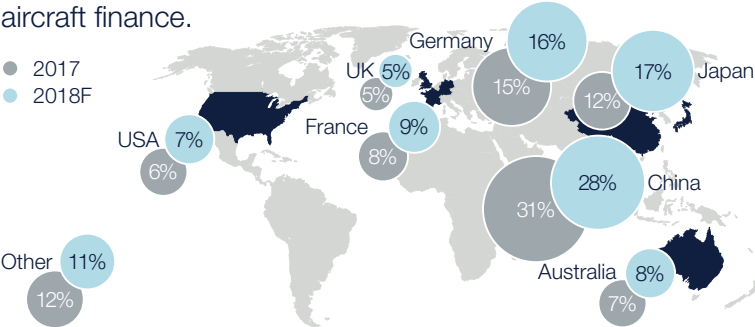 aircraft finance.
2017
2018F
Germany
16%
15%
UK
5%
5%
17%
Japan
12%
France
9%
8%
USA
7%
6%
28%
China
31%
Other
11%
12%
Australia
8%
7%